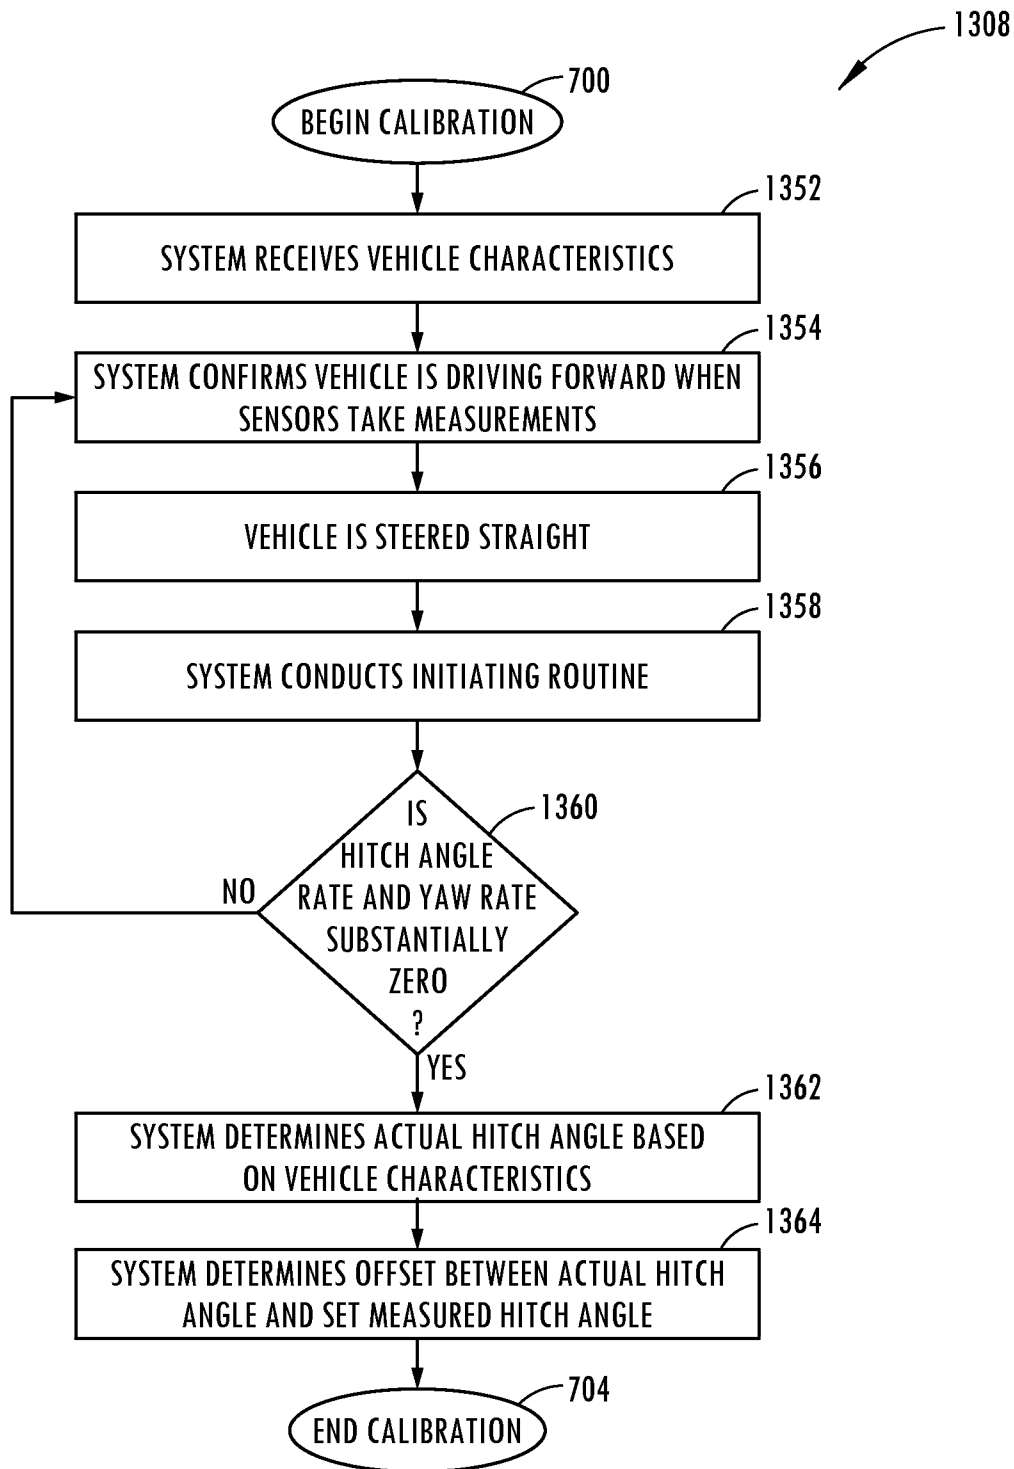 1308
700
BEGIN CALIBRATION
1352
SYSTEM RECEIVES VEHICLE CHARACTERISTICS
1354
SYSTEM CONFIRMS VEHICLE IS DRIVING FORWARD WHEN
SENSORS TAKE MEASUREMENTS
1356
VEHICLE IS STEERED STRAIGHT
1358
SYSTEM CONDUCTS INITIATING ROUTINE
1360
IS
HITCH ANGLE
RATE AND YAW RATE
SUBSTANTIALLY
ZERO
?
NO
YES
1362
SYSTEM DETERMINES ACTUAL HITCH ANGLE BASED
ON VEHICLE CHARACTERISTICS
1364
SYSTEM DETERMINES OFFSET BETWEEN ACTUAL HITCH
ANGLE AND SET MEASURED HITCH ANGLE
704
END CALIBRATION